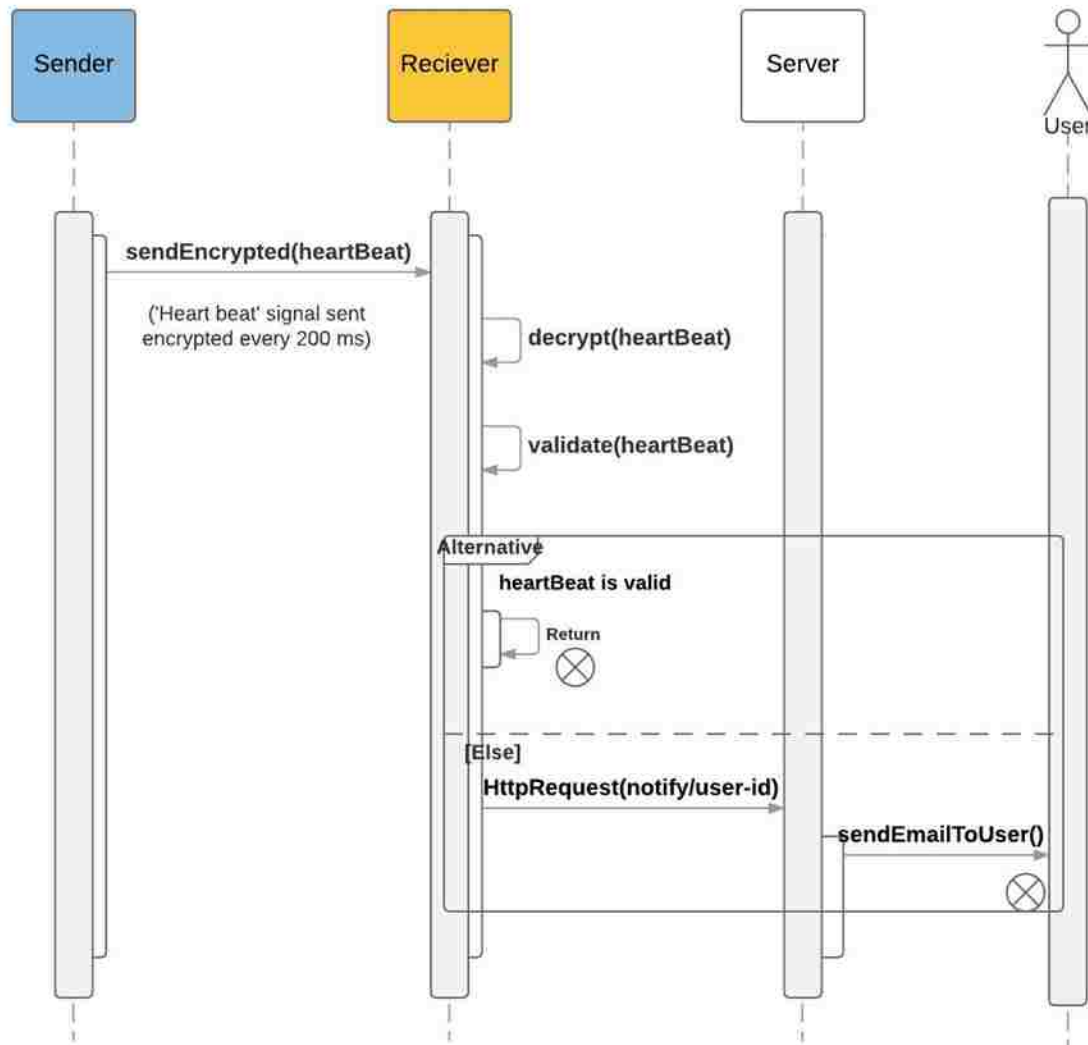 Sender
Reciever
Server
User
sendEncrypted(heartBeat)
('Heart beat' signal sent
encrypted every 200 ms)
decrypt(heartBeat)
validate(heartBeat)
Alternative
heartBeat is valid
Return
[Else]
HttpRequest(notify/user-id)
sendEmailToUser()